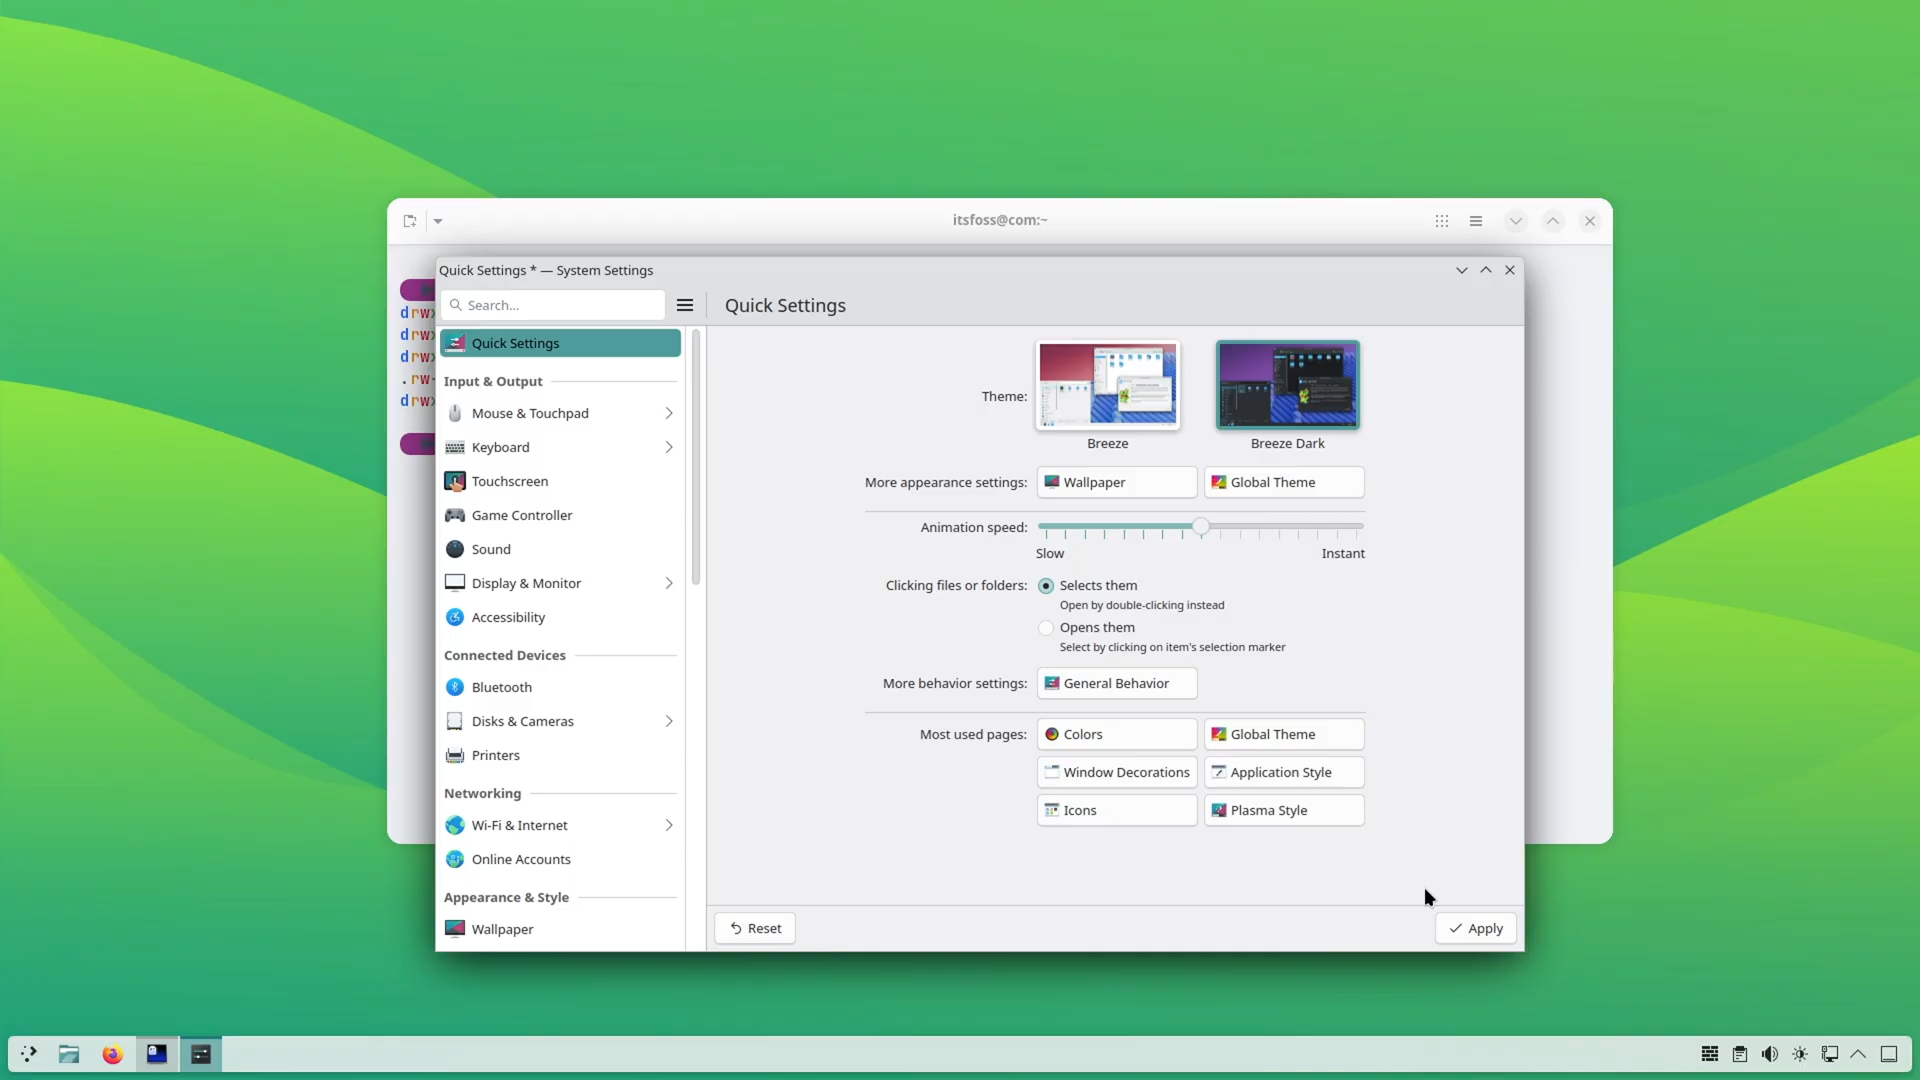 itsfoss@com:~
Quick Settings * — System Settings
Search...
Quick Settings
Quick Settings
Input & Output
Mouse & Touchpad
Keyboard
Touchscreen
Game Controller
Sound
Display & Monitor
Accessibility
Connected Devices
Bluetooth
Disks & Cameras
Printers
Networking
Wi-Fi & Internet
Online Accounts
Appearance & Style
Wallpaper
Theme:
Breeze
Breeze Dark
More appearance settings:
Wallpaper
Global Theme
Animation speed:
Slow
Instant
Clicking files or folders:
Selects them
Open by double-clicking instead
Opens them
Select by clicking on item's selection marker
More behavior settings:
General Behavior
Most used pages:
Colors
Global Theme
Window Decorations
Application Style
Icons
Plasma Style
Reset
Apply